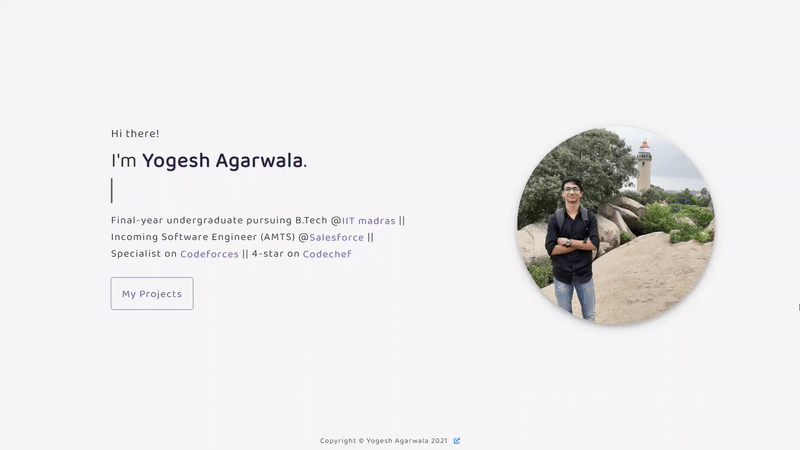 Hi there!
I'm Yogesh Agarwala.
Final-year undergraduate pursuing B.Tech @IIT madras ||
Incoming Software Engineer (AMTS) @Salesforce ||
Specialist on Codeforces || 4-star on Codechef
My Projects
Copyright © Yogesh Agarwala 2021